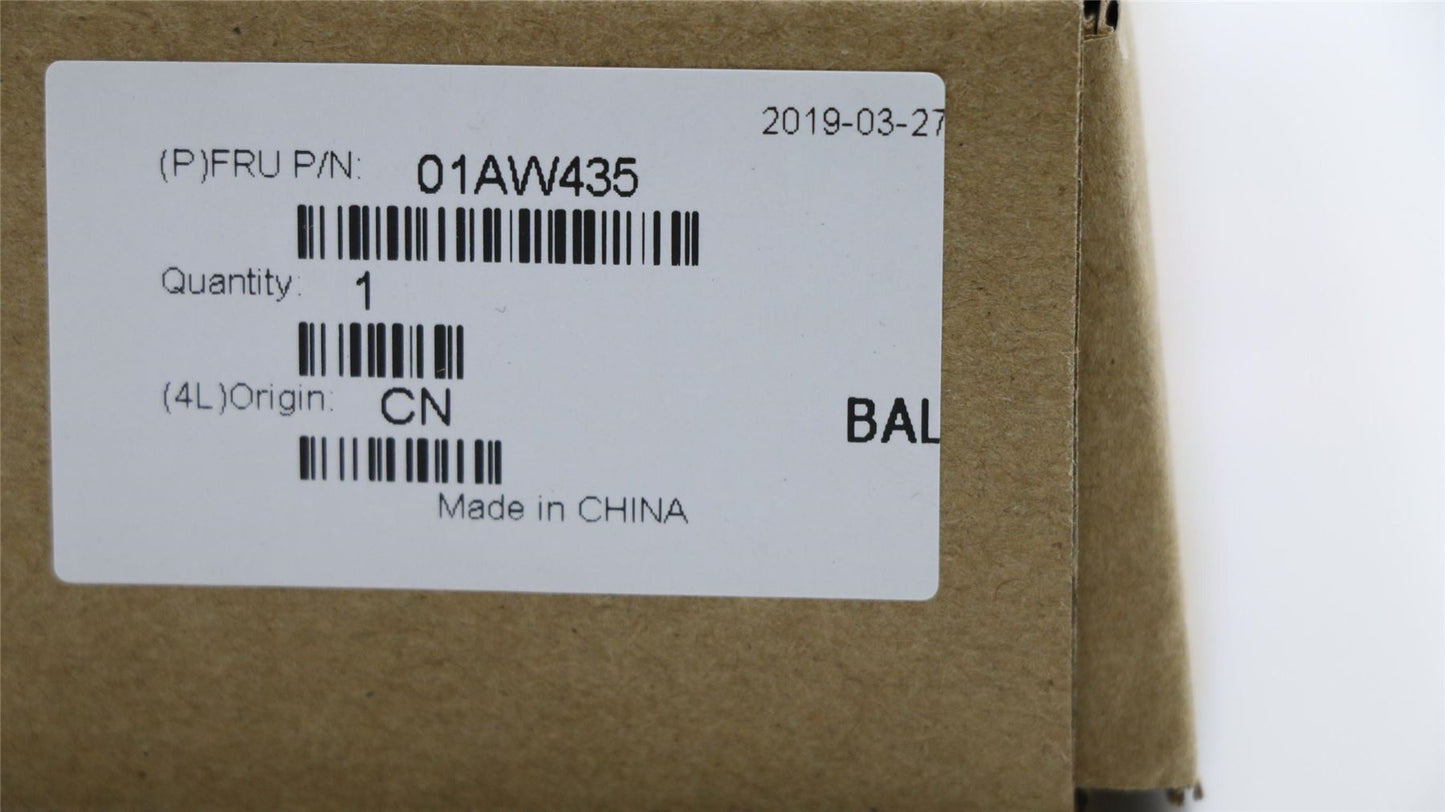 2019-03-27
(P)FRU P/N: 01AW435
Quantity: 1
(4L)Origin: CN
BAL
Made in CHINA